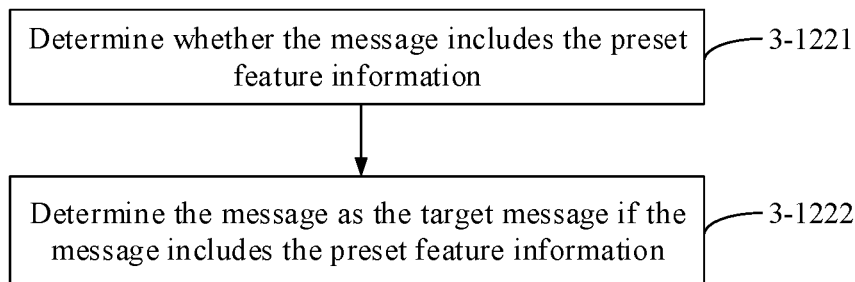 Determine whether the message includes the preset
feature information
3-1221
Determine the message as the target message if the
message includes the preset feature information
3-1222